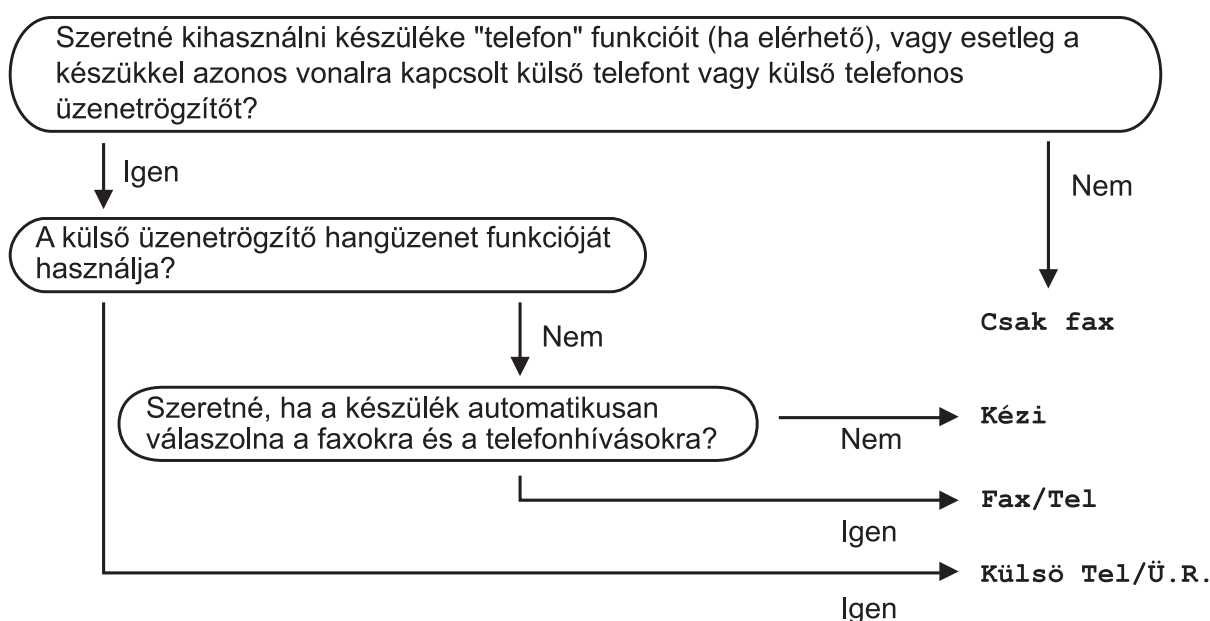 Szeretné kihasználni készüléke "telefon" funkcióit (ha elérhető), vagy esetleg a
készükkel azonos vonalra kapcsolt külső telefont vagy külső telefonos
üzenetrögzítőt?
Igen
Nem
A külső üzenetrögzítő hangüzenet funkcióját
használja?
Csak fax
Nem
Szeretné, ha a készülék automatikusan
válaszolna a faxokra és a telefonhívásokra?
Kézi
Nem
Fax/Tel
Igen
Külsö Tel/Ü.R.
Igen